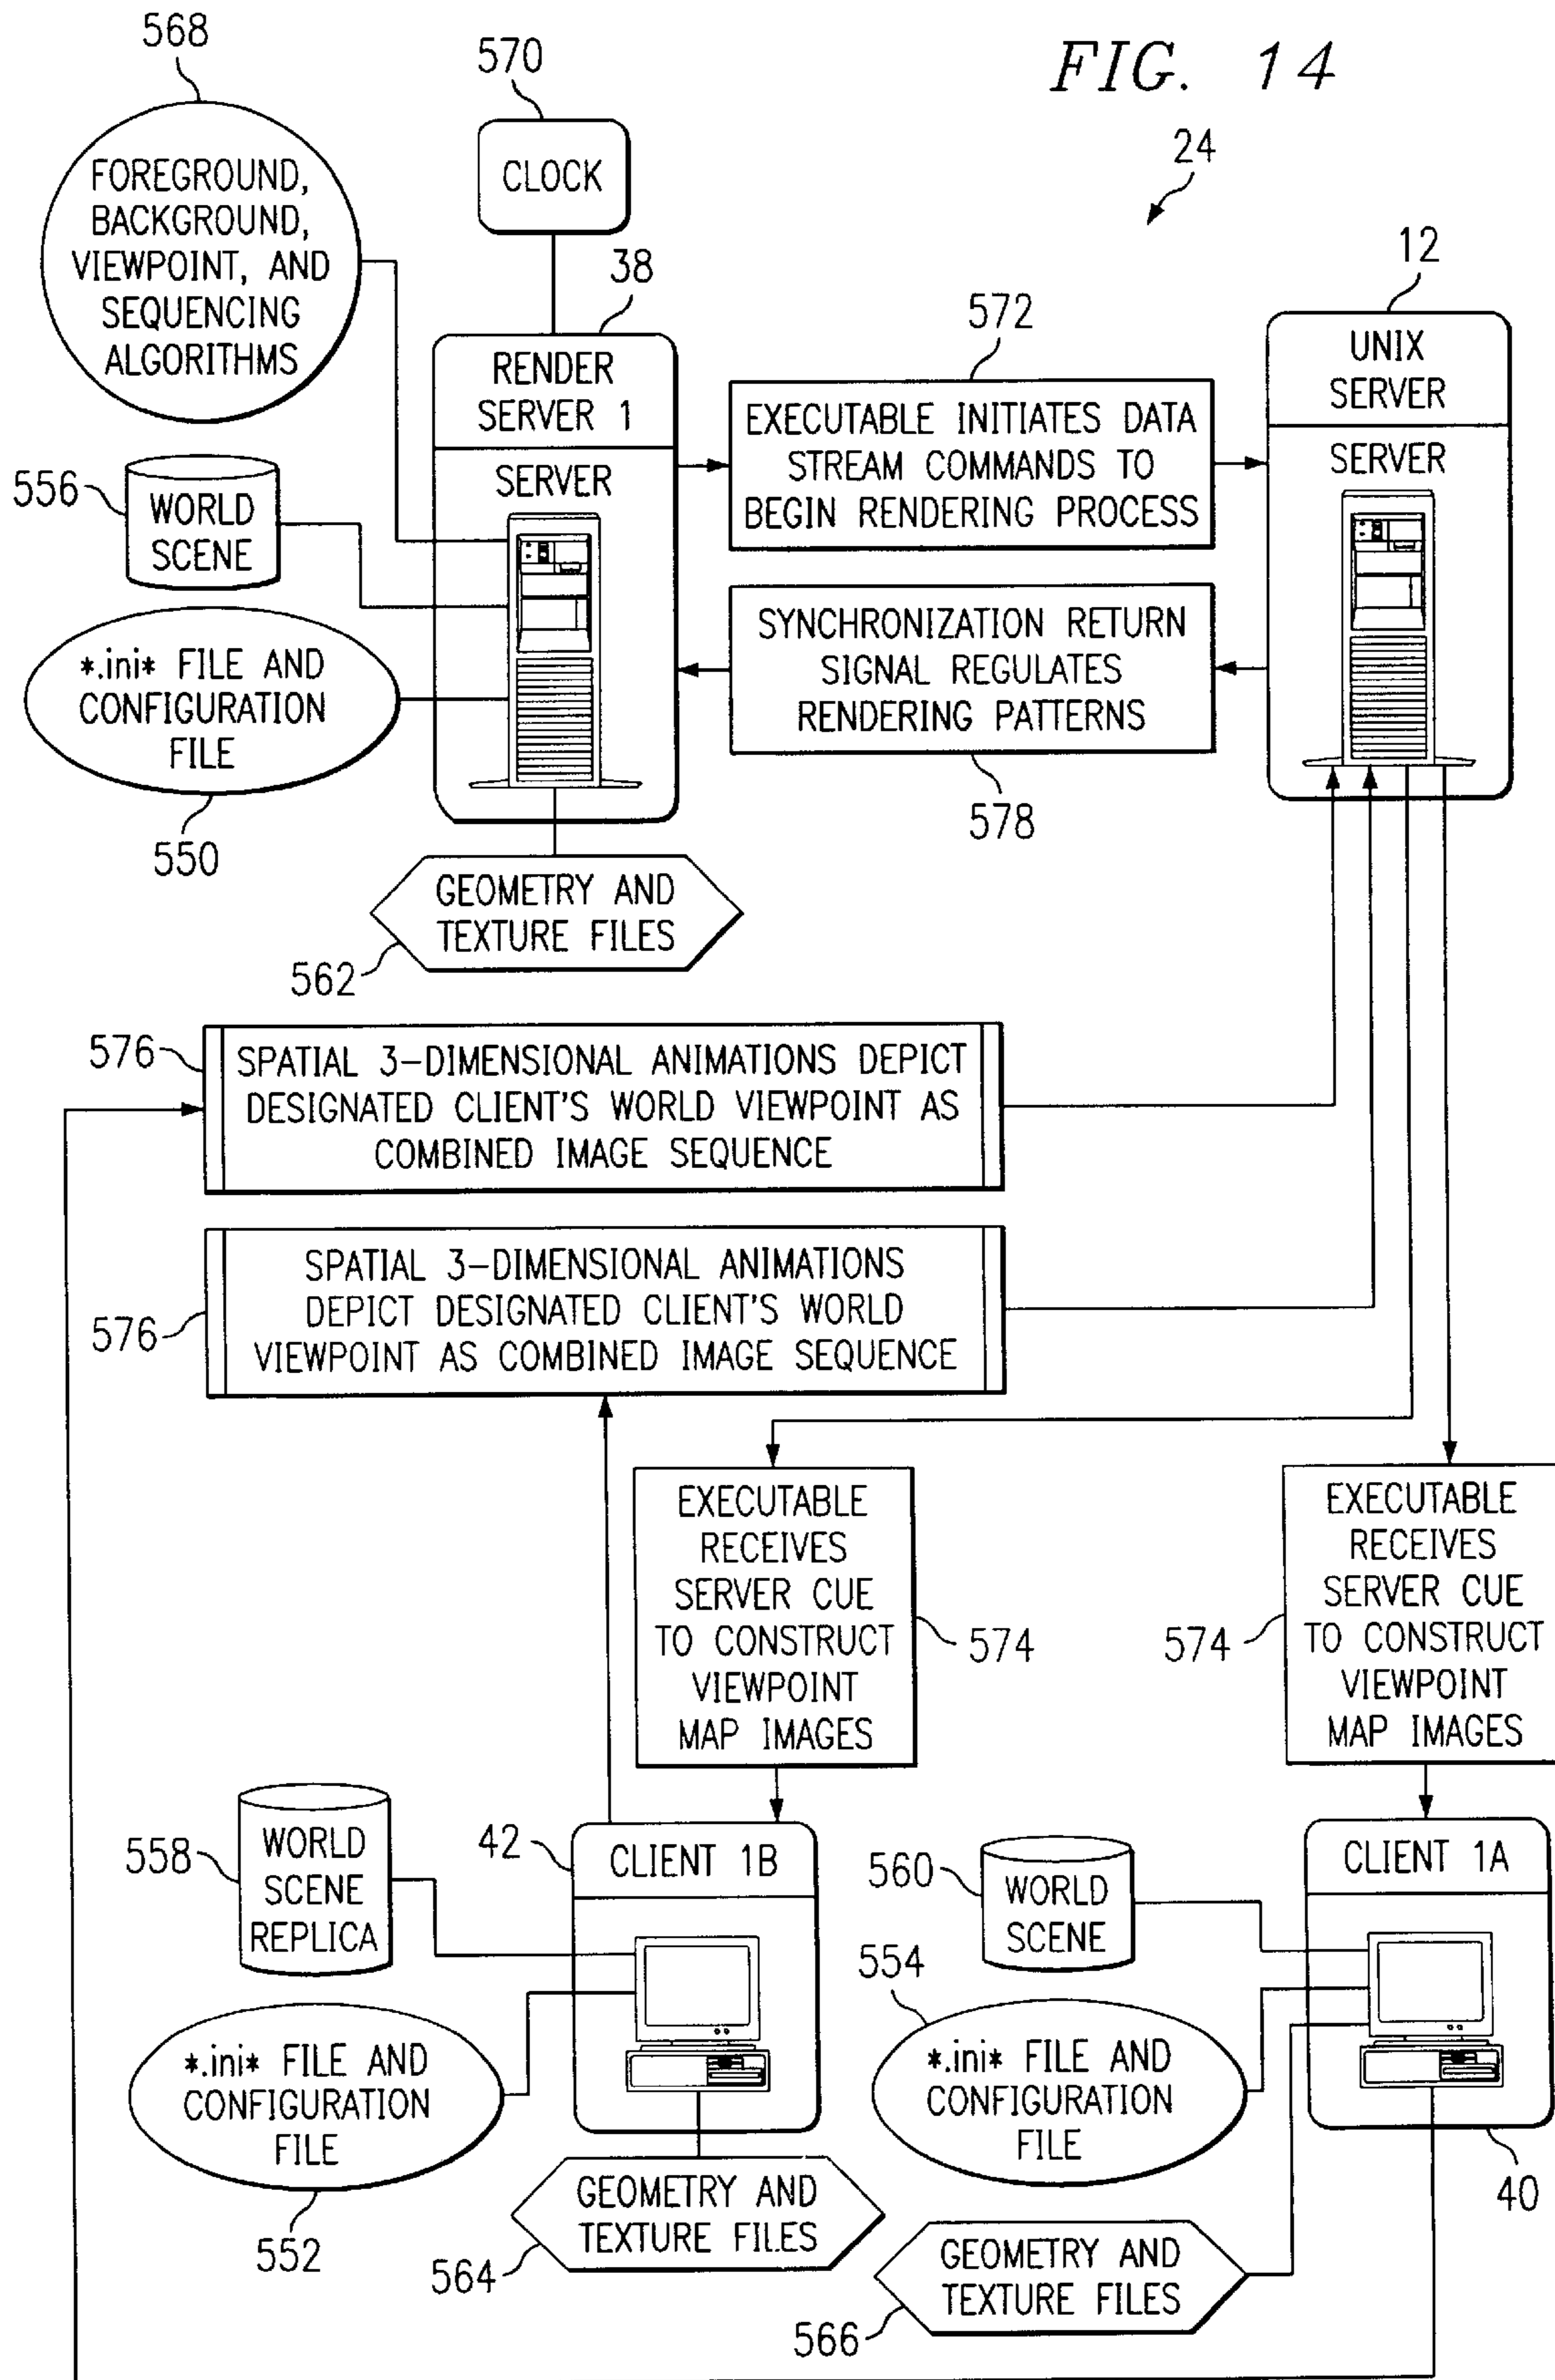 FIG. 14
24
568
FOREGROUND,
BACKGROUND,
VIEWPOINT, AND
SEQUENCING
ALGORITHMS
570
CLOCK
38
RENDER
SERVER 1
SERVER
556
WORLD
SCENE
*.ini* FILE AND
CONFIGURATION
FILE
550
GEOMETRY AND
TEXTURE FILES
562
572
EXECUTABLE INITIATES DATA
STREAM COMMANDS TO
BEGIN RENDERING PROCESS
SYNCHRONIZATION RETURN
SIGNAL REGULATES
RENDERING PATTERNS
578
12
UNIX
SERVER
SERVER
576
SPATIAL 3-DIMENSIONAL ANIMATIONS DEPICT
DESIGNATED CLIENT'S WORLD VIEWPOINT AS
COMBINED IMAGE SEQUENCE
576
SPATIAL 3-DIMENSIONAL ANIMATIONS
DEPICT DESIGNATED CLIENT'S WORLD
VIEWPOINT AS COMBINED IMAGE SEQUENCE
EXECUTABLE
RECEIVES
SERVER CUE
TO CONSTRUCT
VIEWPOINT
MAP IMAGES
574
574
EXECUTABLE
RECEIVES
SERVER CUE
TO CONSTRUCT
VIEWPOINT
MAP IMAGES
558
WORLD
SCENE
REPLICA
42
CLIENT 1B
*.ini* FILE AND
CONFIGURATION
FILE
552
GEOMETRY AND
TEXTURE FILES
564
560
WORLD
SCENE
CLIENT 1A
554
*.ini* FILE AND
CONFIGURATION
FILE
40
GEOMETRY AND
TEXTURE FILES
566